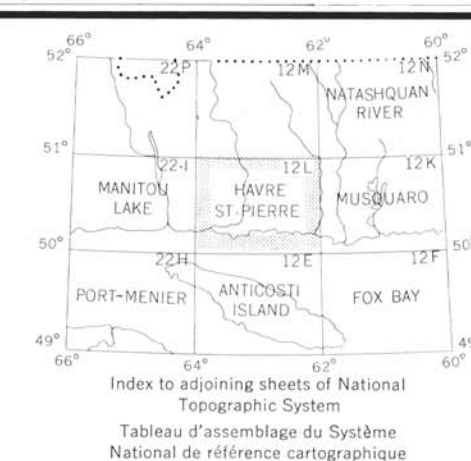 66° 64° 62° 60°
52° 22P 12M 12N 52°
NATASHQUAN
RIVER
51° 51°
22-I 12L 12K
MANITOU HAVRE MUSQUARO
LAKE ST-PIERRE
50° 50°
22H 12E 12F
PORT-MENIER ANTICOSTI FOX BAY
ISLAND
49° 49
66° 64° 62° 60°
Index to adjoining sheets of National
Topographic System
Tableau d'assemblage du Système
National de référence cartographique